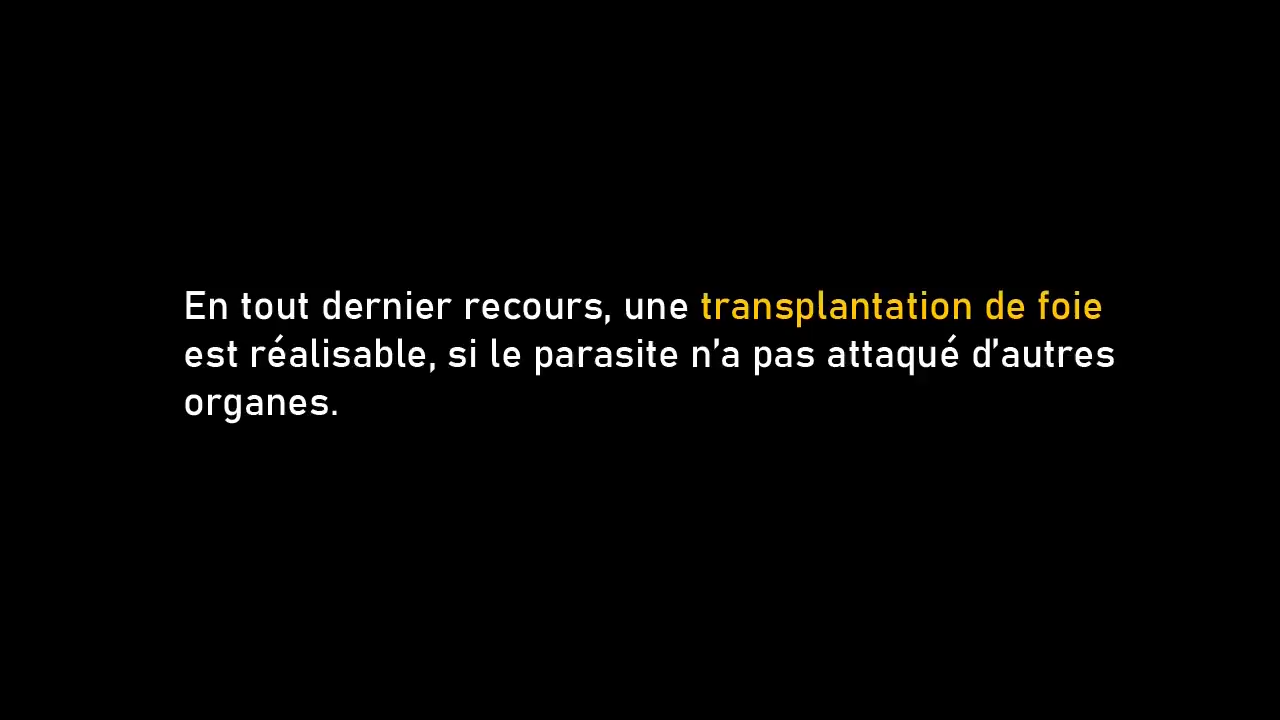 En tout dernier recours, une transplantation de foie
est réalisable, si le parasite n’a pas attaqué d’autres
organes.